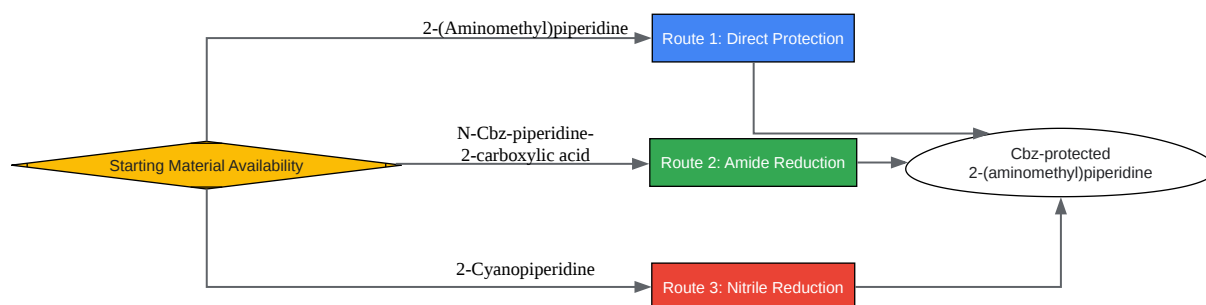 2-(Aminomethyl)piperidine
Route 1: Direct Protection
Starting Material Availability
N-Cbz-piperidine-
2-carboxylic acid
Route 2: Amide Reduction
Cbz-protected
2-(aminomethyl)piperidine
2-Cyanopiperidine
Route 3: Nitrile Reduction